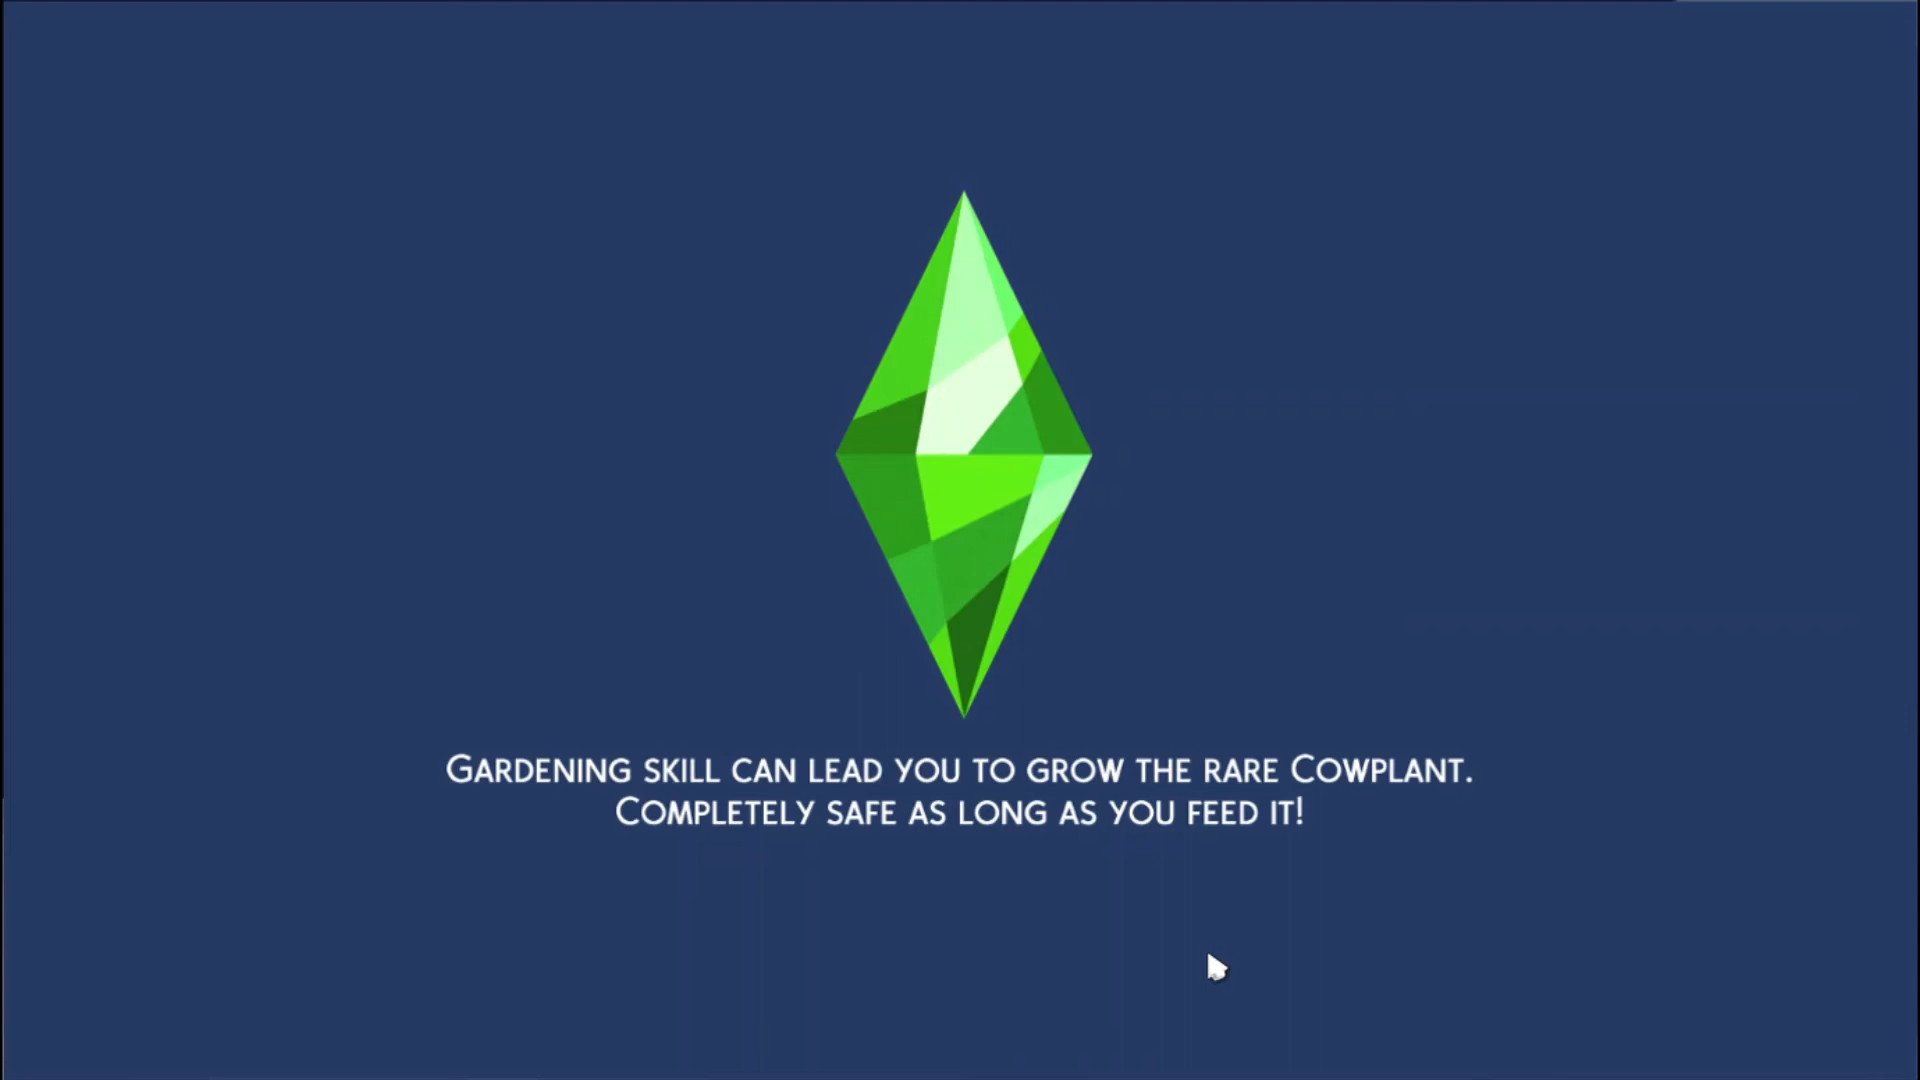 Gardening skill can lead you to grow the rare Cowplant.
Completely safe as long as you feed it!